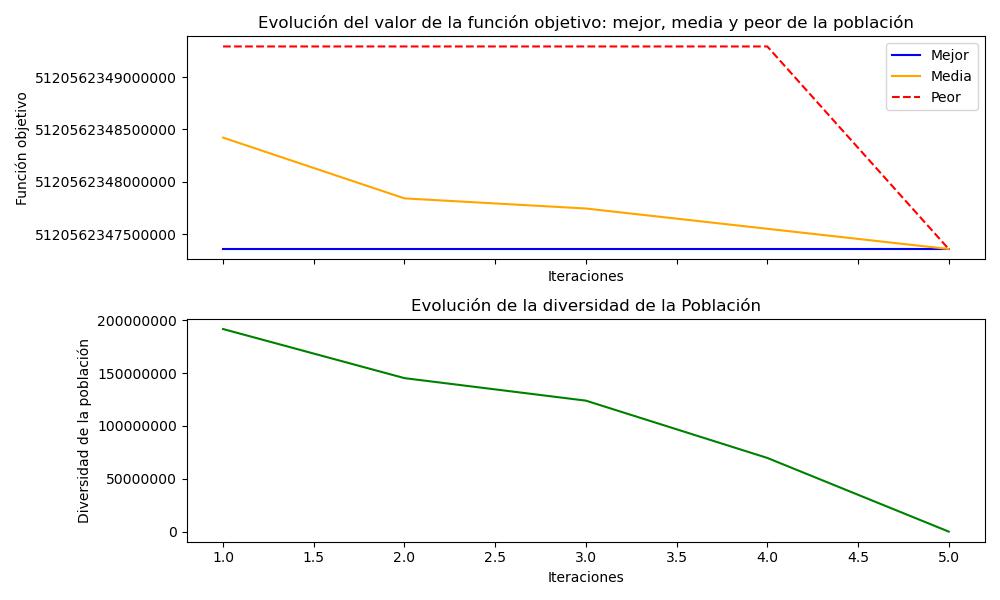 Evolución del valor de la función objetivo: mejor, media y peor de la población
Función objetivo
5120562349000000
5120562348500000
5120562348000000
5120562347500000
Mejor
Media
Peor
Iteraciones
Evolución de la diversidad de la Población
Diversidad de la población
200000000
150000000
100000000
50000000
0
1.0 1.5 2.0 2.5 3.0 3.5 4.0 4.5 5.0
Iteraciones